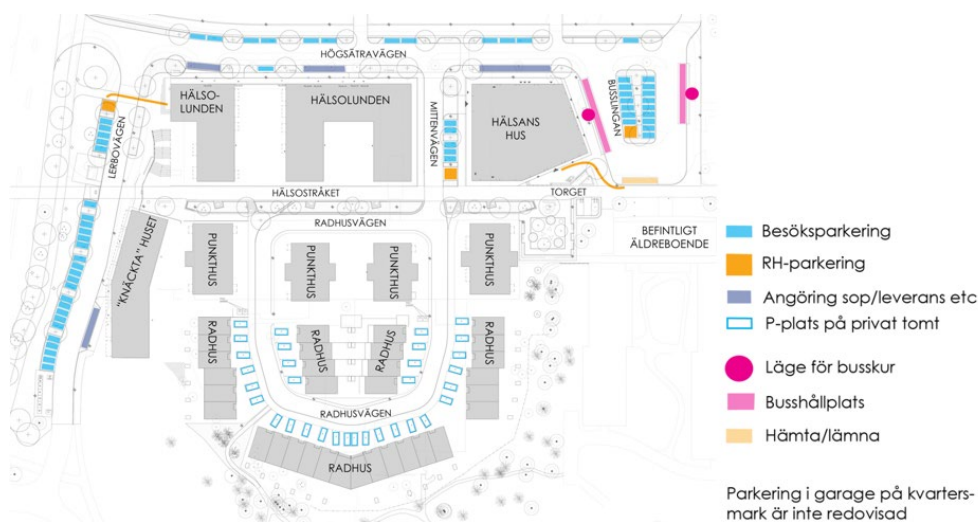 HÖGSÄTRAVÄGEN
HÄLSO-
LUNDEN
HÄLSOLUNDEN
MITTENVÄGEN
HÄLSANS
HUS
BUSSLINGAN
LERBOVÄGEN
HÄLSOSTRÅKET
TORGET
RADHUSVÄGEN
BEFINTLIGT
ÄLDREBOENDE
"KNÄCKTA" HUSET
PUNKTHUS
PUNKTHUS
PUNKTHUS
PUNKTHUS
RADHUS
RADHUS
RADHUS
RADHUS
RADHUSVÄGEN
RADHUS
Besöksparkering
RH-parkering
Angöring sop/leverans etc
P-plats på privat tomt
Läge för busskur
Busshållplats
Hämta/lämna
Parkering i garage på kvarters-
mark är inte redovisad